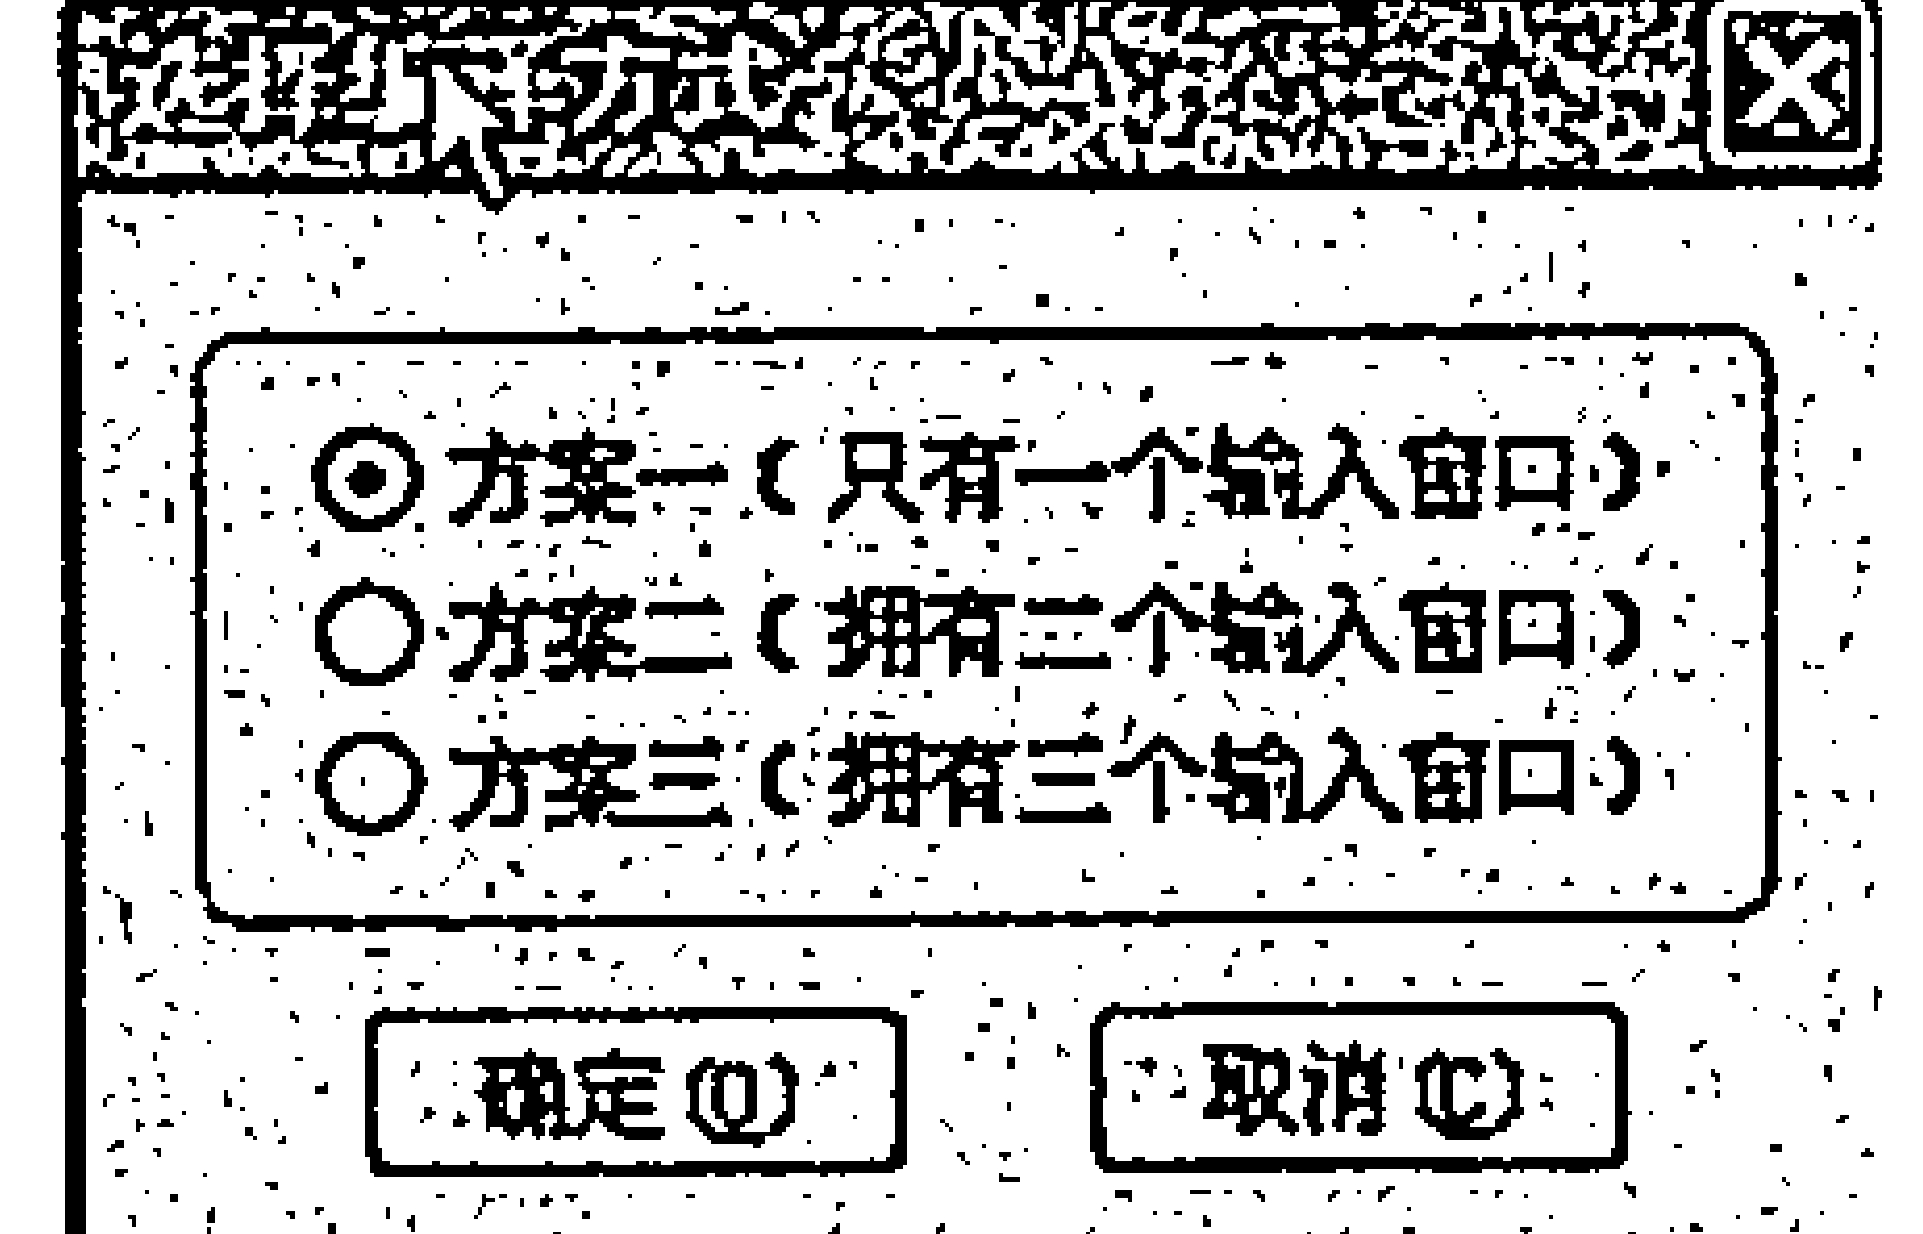 方案一(只有一个输入窗口)
方案二(拥有二个输入窗口)
方案三(拥有三个输入窗口)
确定(O) 取消(C)